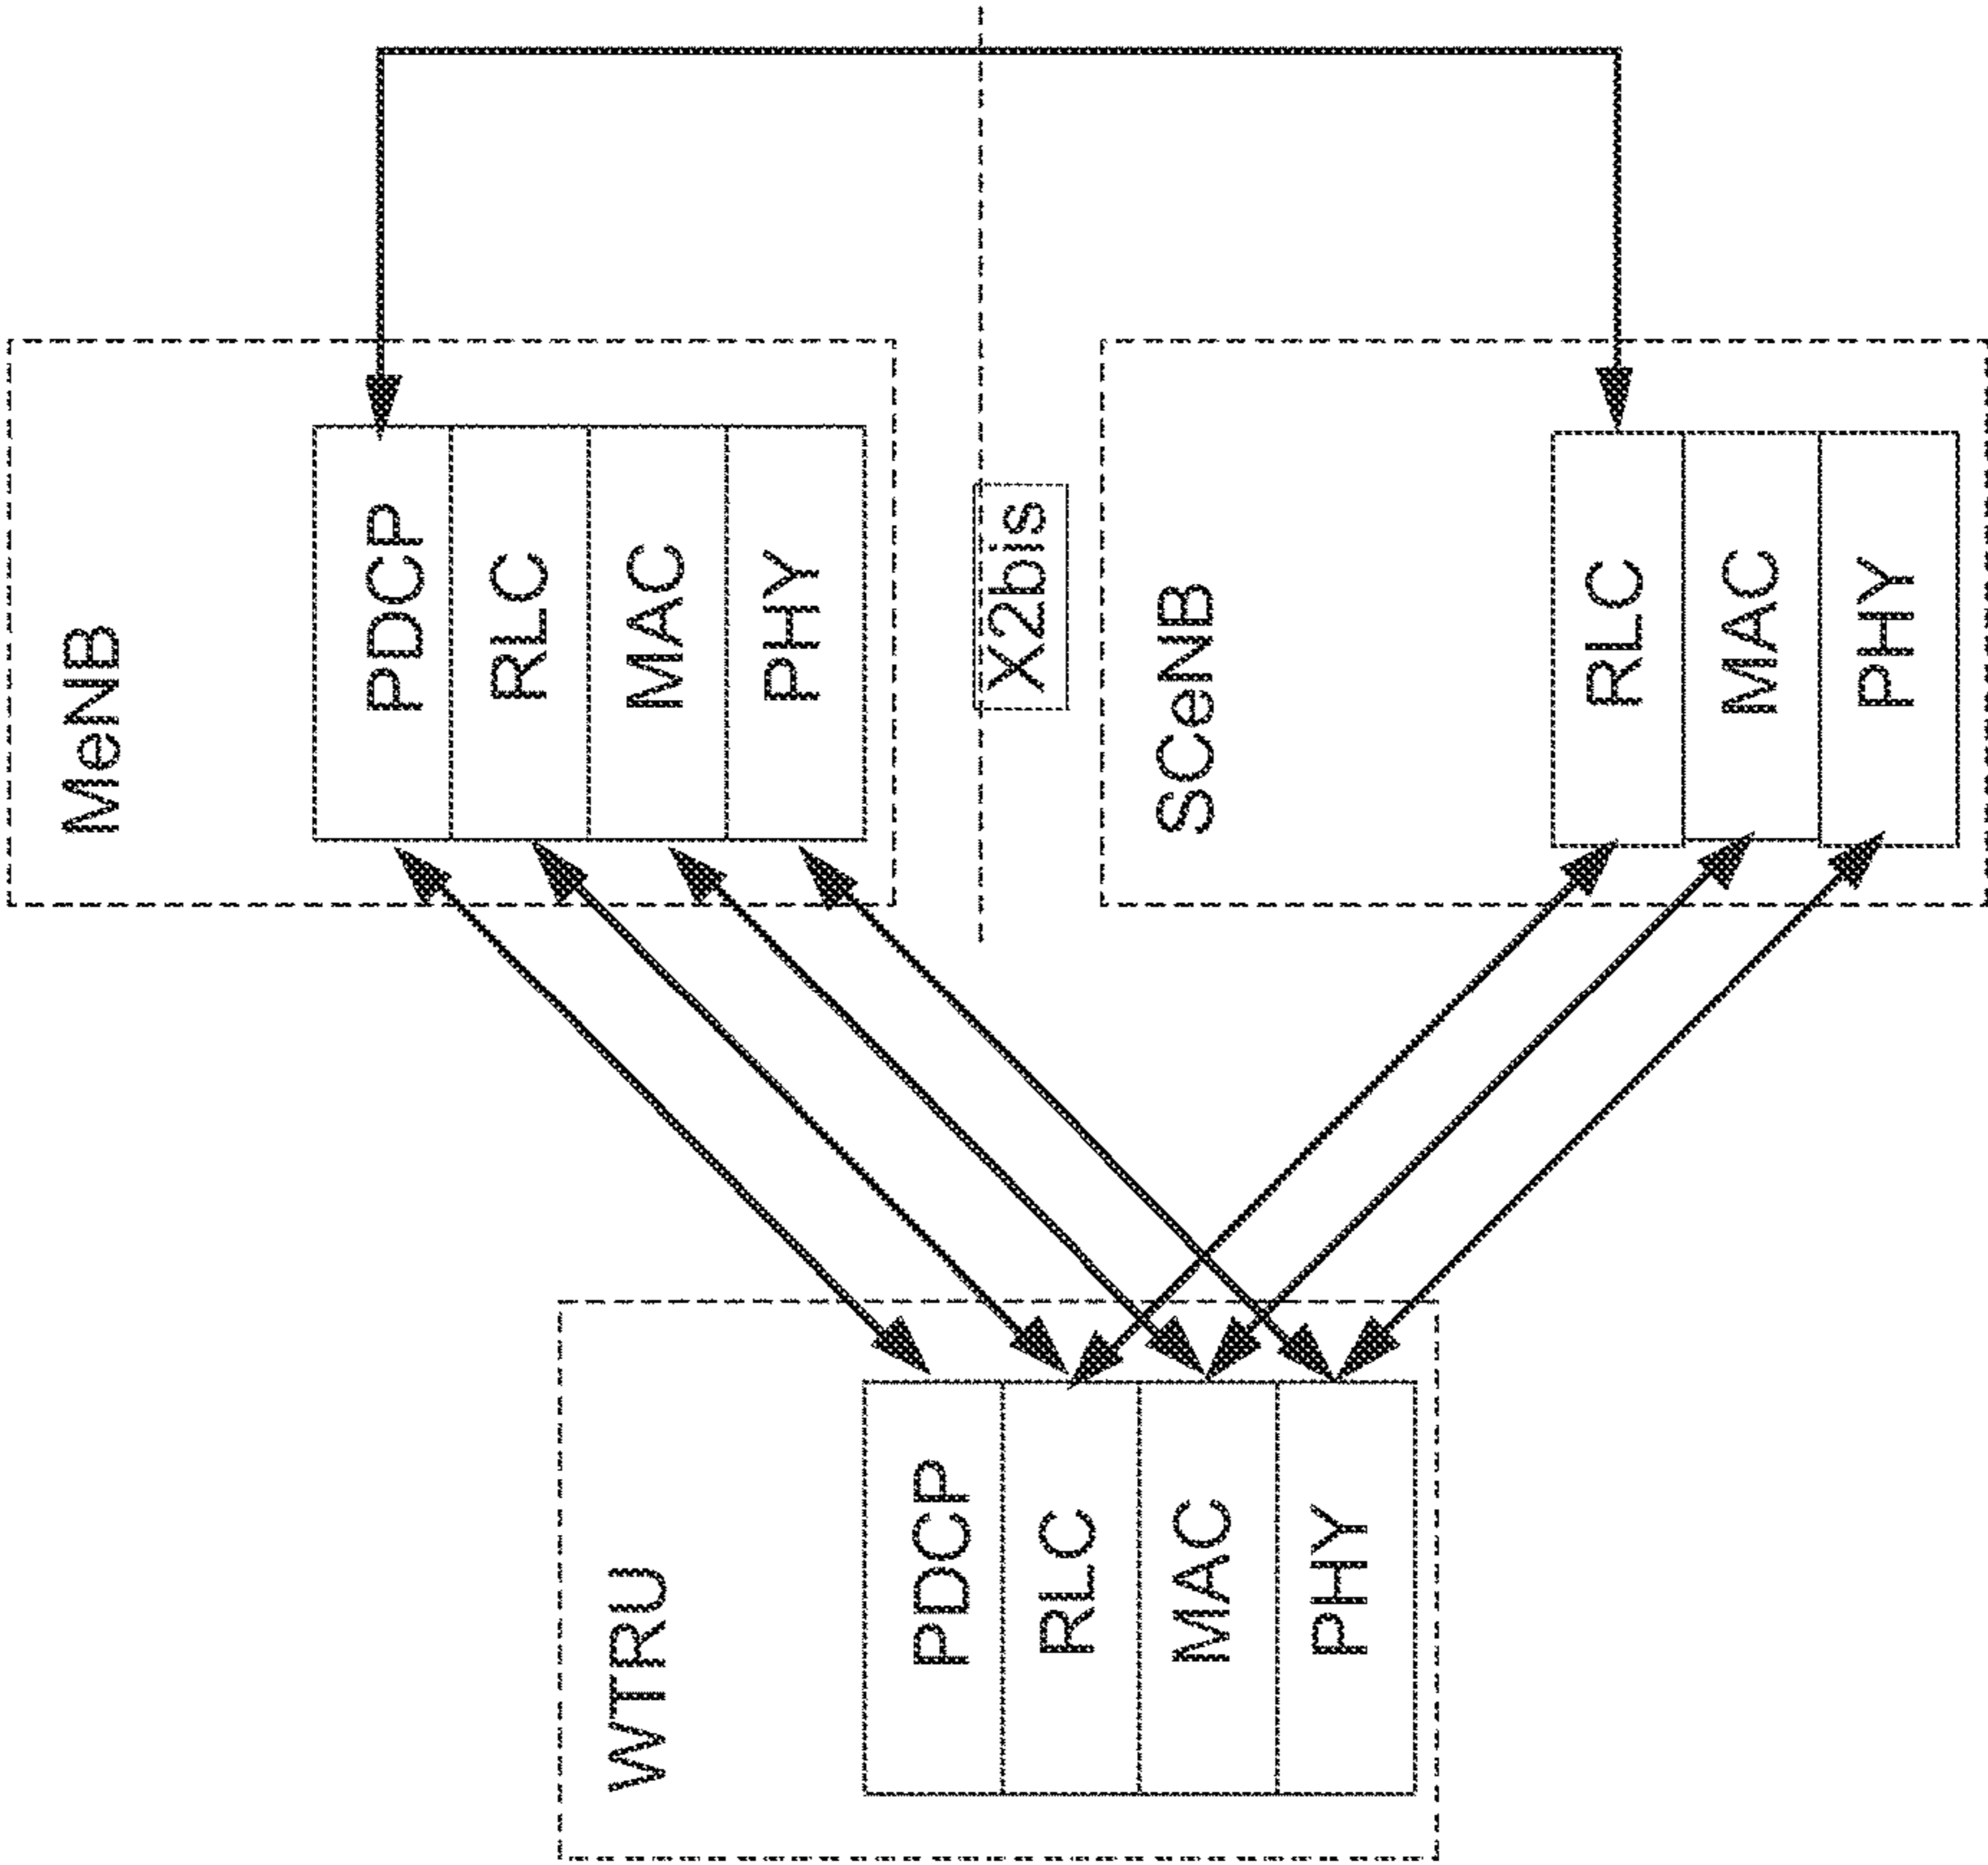 MeNB
PDCP
RLC
MAC
PHY
X2bis
SCeNB
RLC
MAC
PHY
WTRU
PDCP
RLC
MAC
PHY